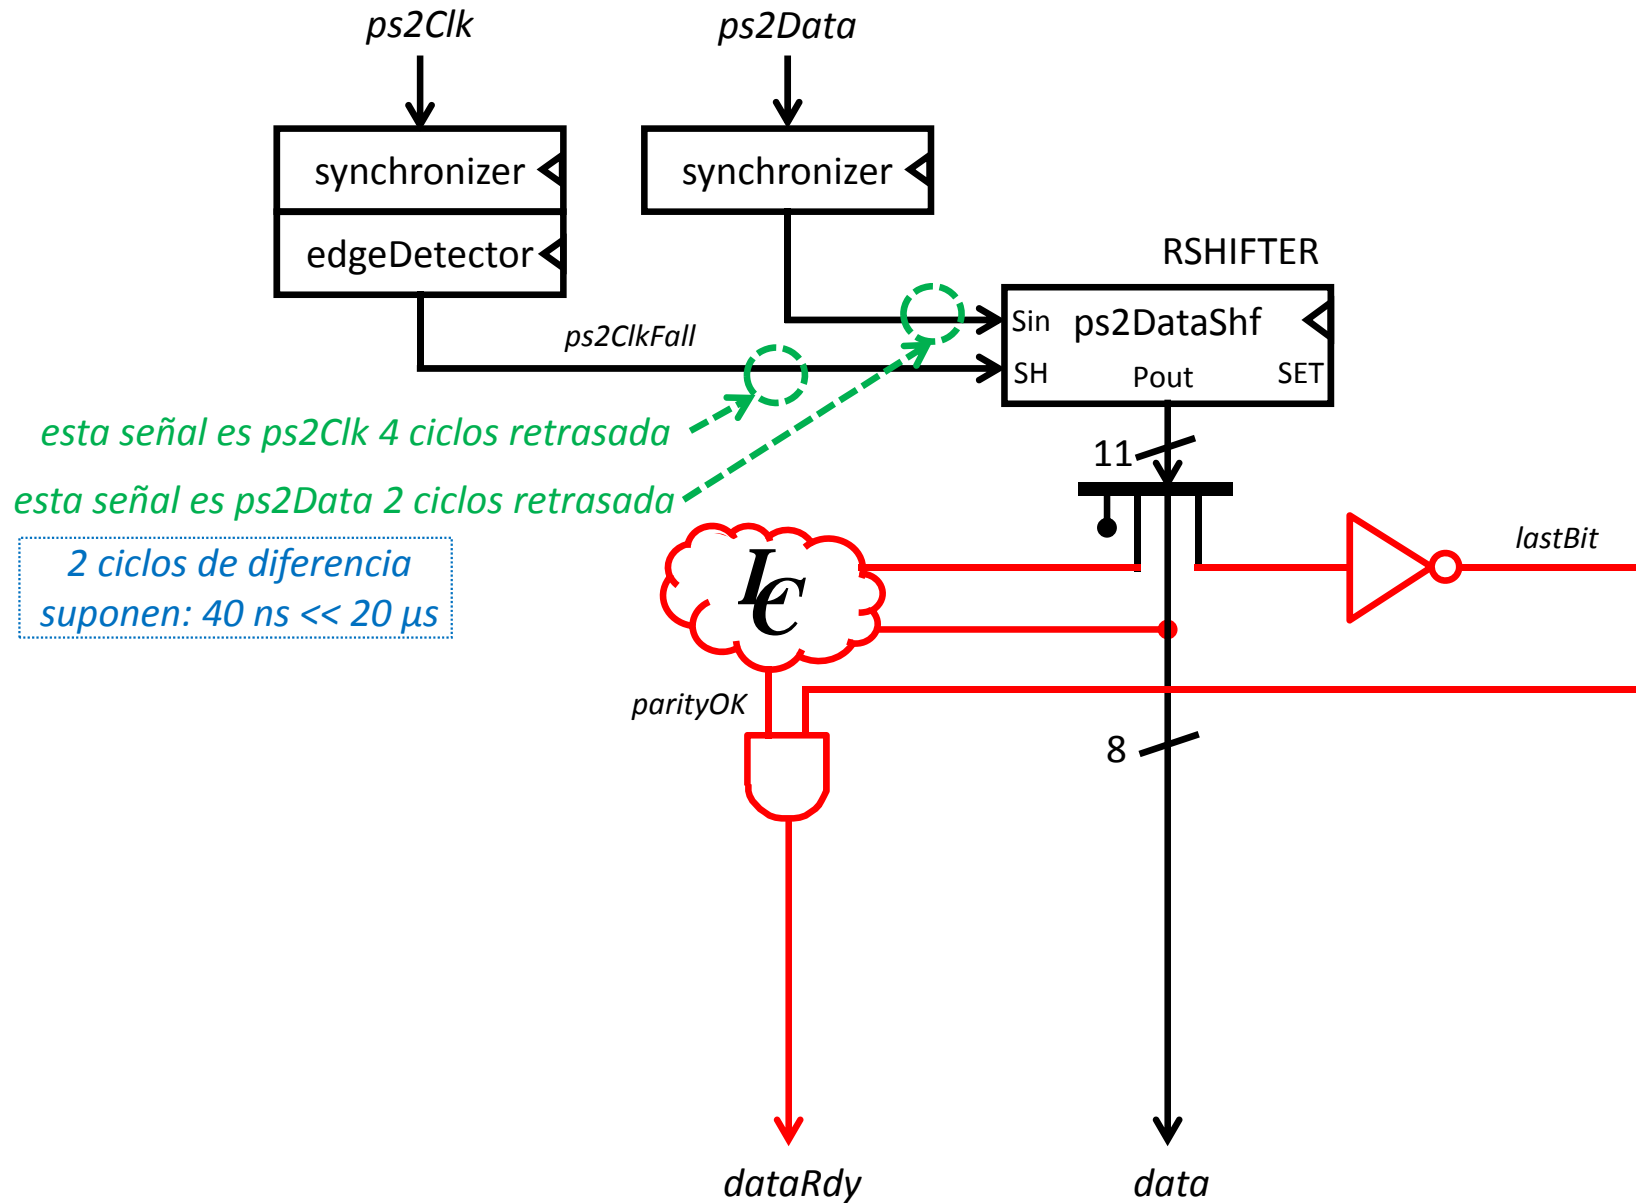 ps2Clk
ps2Data
synchronizer
synchronizer
edgeDetector
RSHIFTER
Sin
ps2DataShf
ps2ClkFall
SH
Pout
SET
esta señal es ps2Clk 4 ciclos retrasada
11
esta señal es ps2Data 2 ciclos retrasada
2 ciclos de diferencia
suponen: 40 ns << 20 μs
LC
lastBit
parityOK
8
dataRdy
data